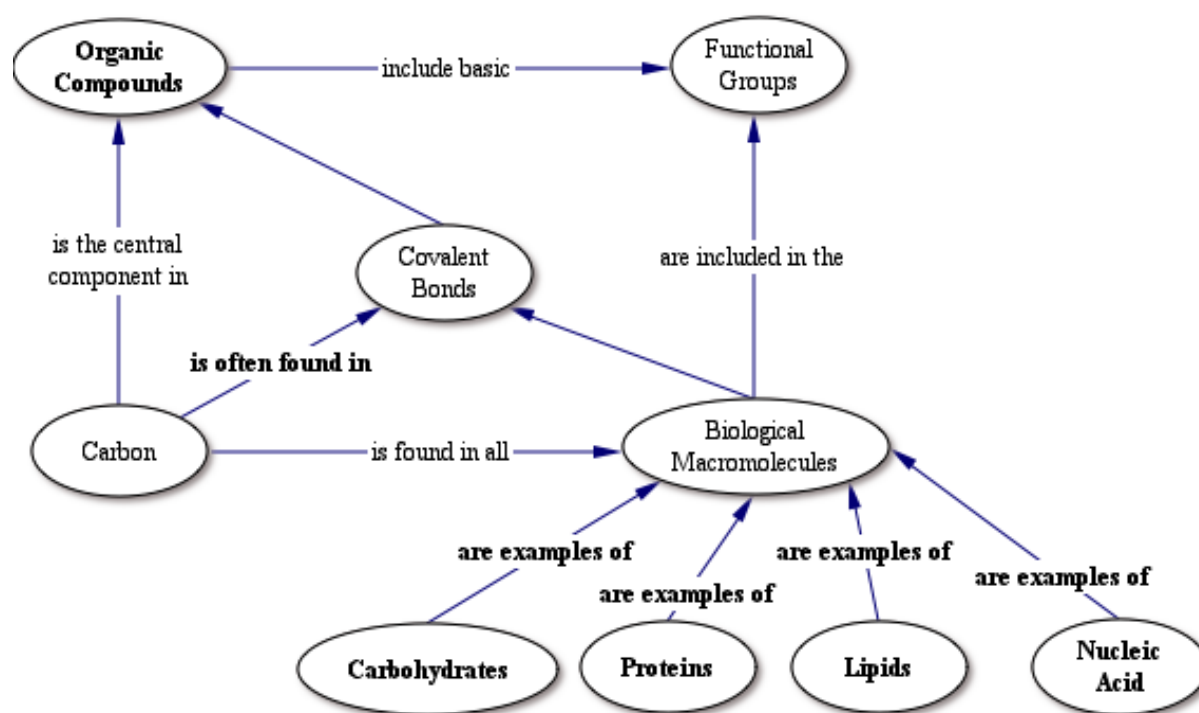 Organic
Compounds
include basic
Functional
Groups
is the central
component in
Covalent
Bonds
are included in the
is often found in
Carbon
is found in all
Biological
Macromolecules
are examples of
are examples of
are examples of
are examples of
Carbohydrates
Proteins
Lipids
Nucleic
Acid